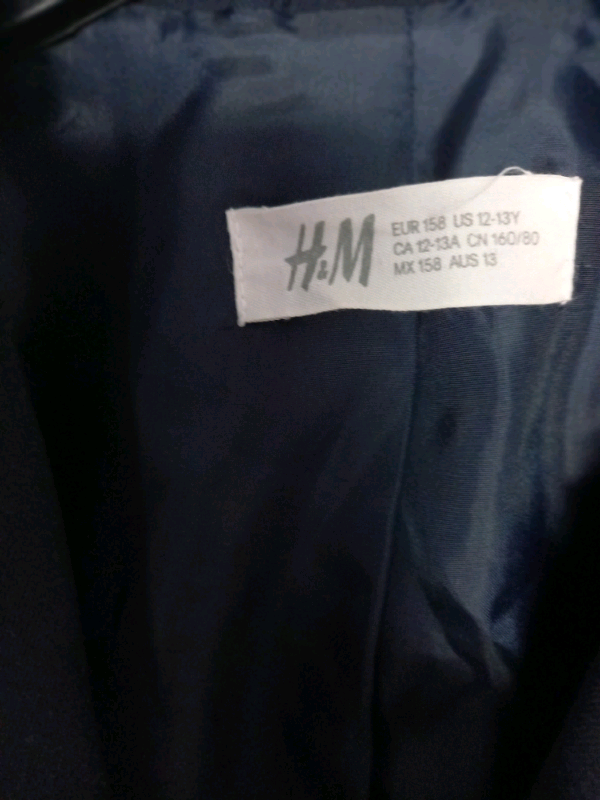 H&M
EUR 158 US 12-13Y
CA 12-13A CN 160/80
MX 158 AUS 13